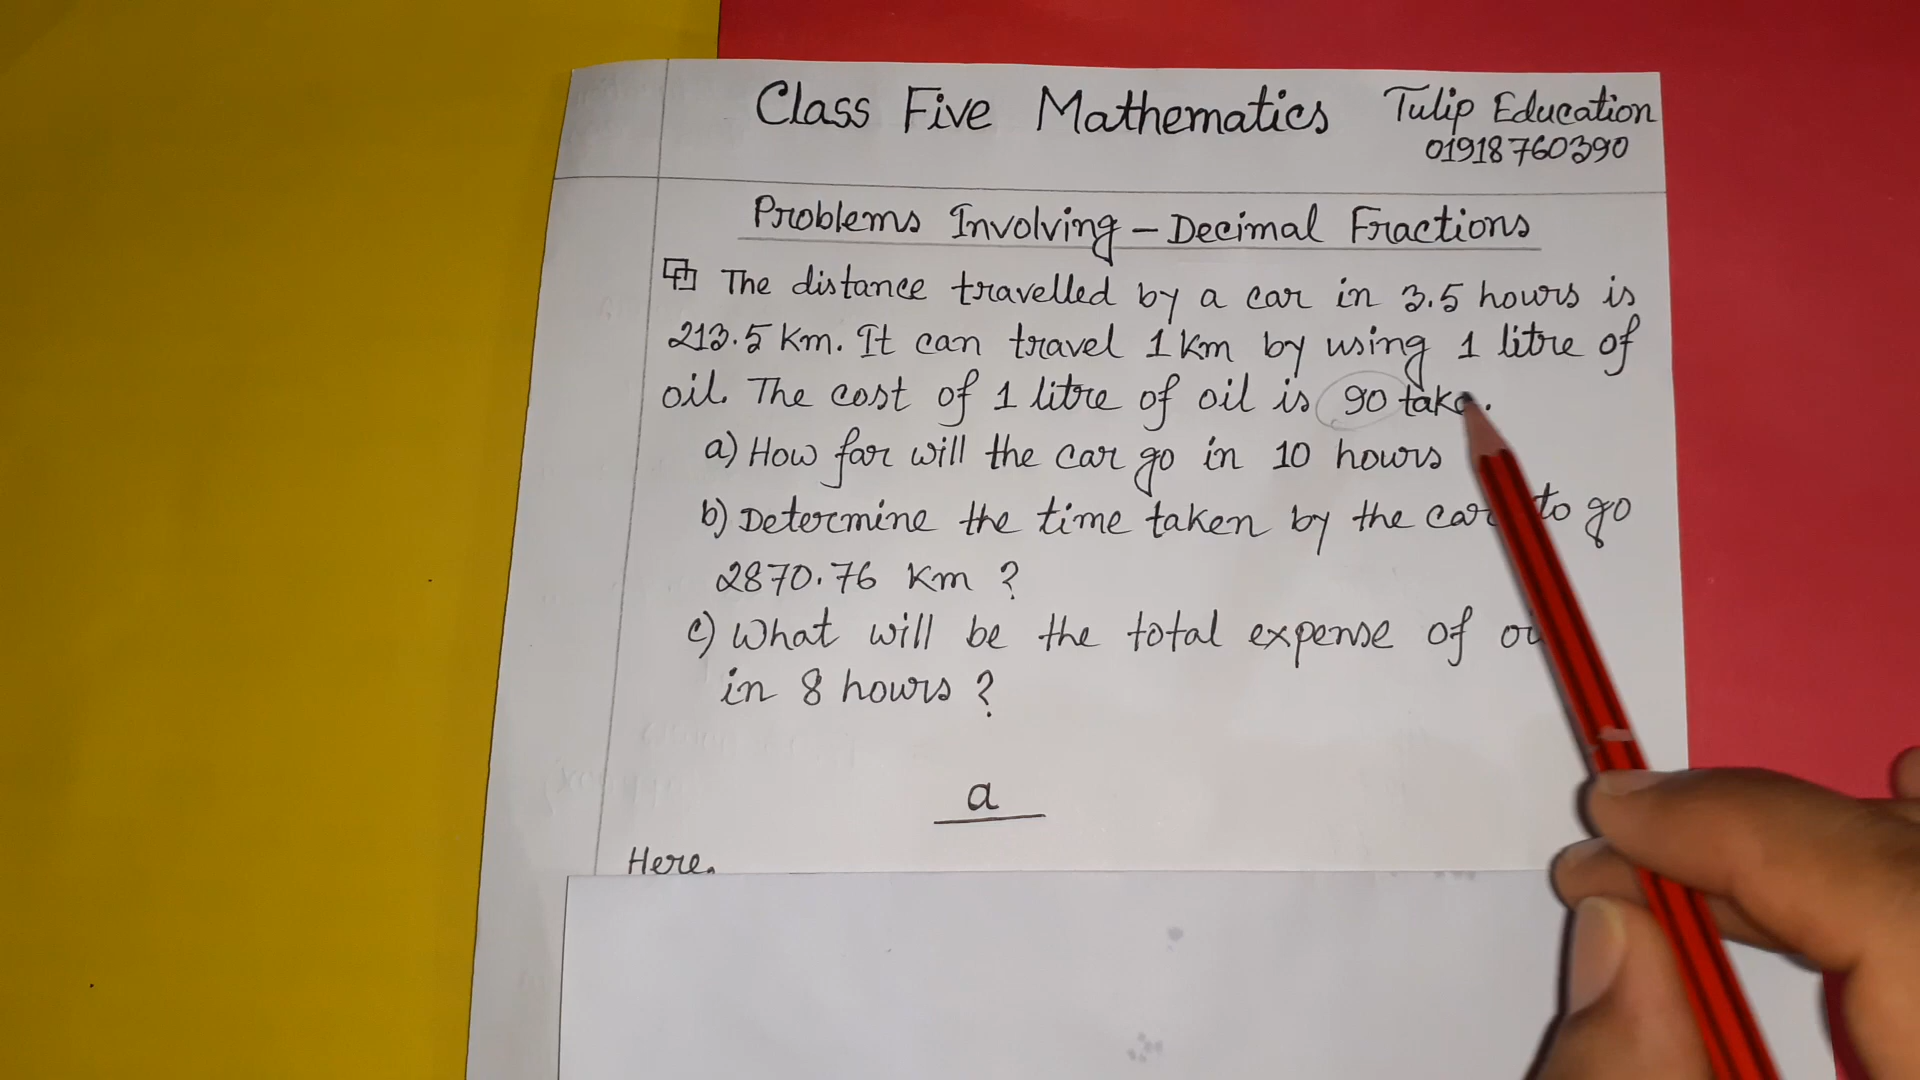 Class Five Mathematics Tulip Education
01918760390
Problems Involving - Decimal Fractions
The distance travelled by a car in 3.5 hours is
213.5 Km. It can travel 1 Km by using 1 litre of
oil. The cost of 1 litre of oil is 90 taka.
a) How far will the car go in 10 hours
b) Determine the time taken by the car to go
2870.76 Km ?
c) What will be the total expense of
in 8 hours ?
a
Here,